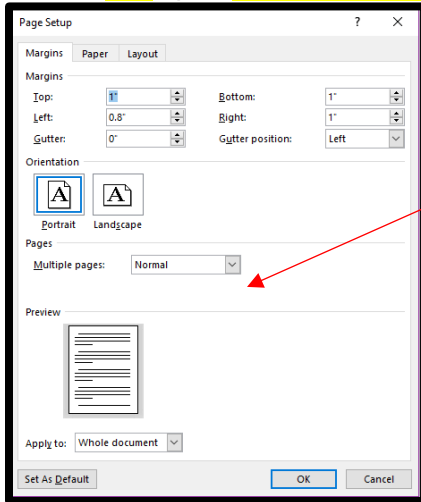 Page Setup ? ×
Margins Paper Layout
Margins
Top: 1" Bottom: 1"
Left: 0.8" Right: 1"
Gutter: 0" Gutter position: Left
Orientation
A A
Portrait Landscape
Pages
Multiple pages: Normal
Preview
Apply to: Whole document
Set As Default OK Cancel